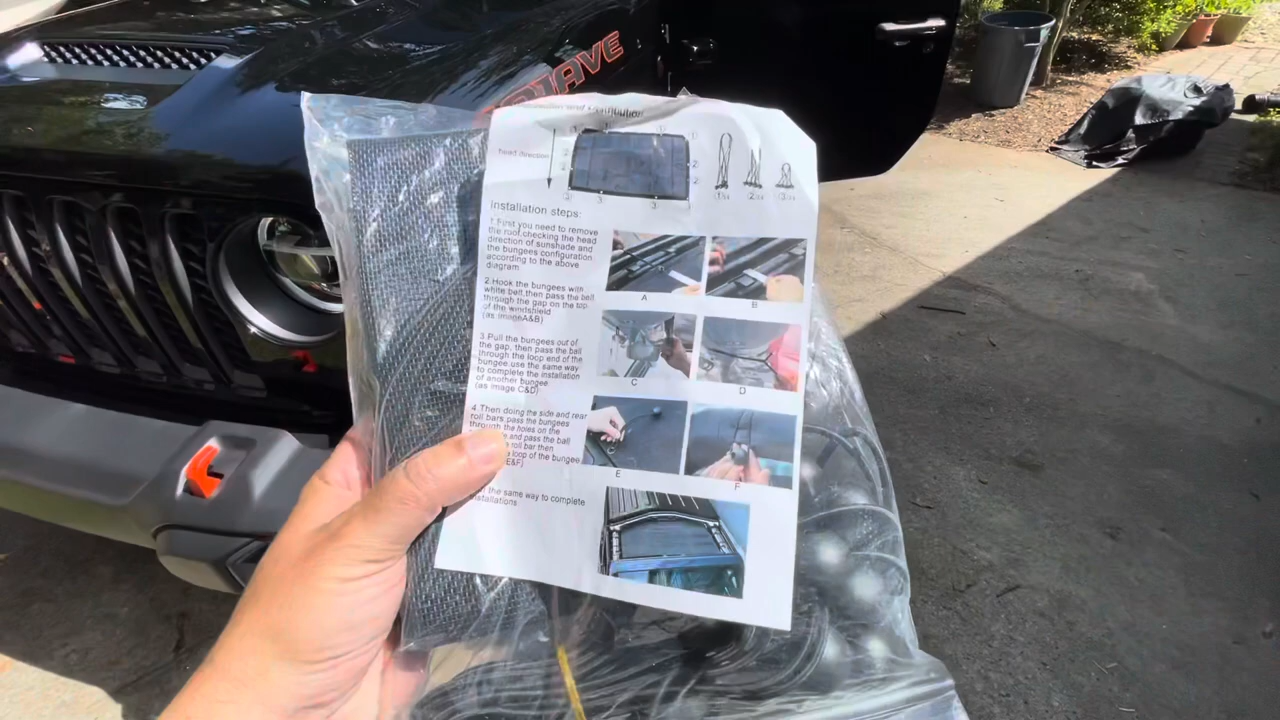 Distribution
head direction
Installation steps:
1.First you need to remove
the roof,checking the head
direction of sunshade and
the bungees configuration
according to the above
diagram
2.Hook the bungees with
white belt,then pass the ball
through the gap on the top
of the windshield
(as imageA&B)
A
B
3.Pull the bungees out of
the gap, then pass the ball
through the loop end of the
bungee.use the same way
to complete the installation
of another bungee
(as image C&D)
C
D
4.Then doing the side and rear
roll bars,pass the bungees
through the holes on the
and pass the ball
roll bar then
loop of the bungee
E&F)
E
F
the same way to complete
installations